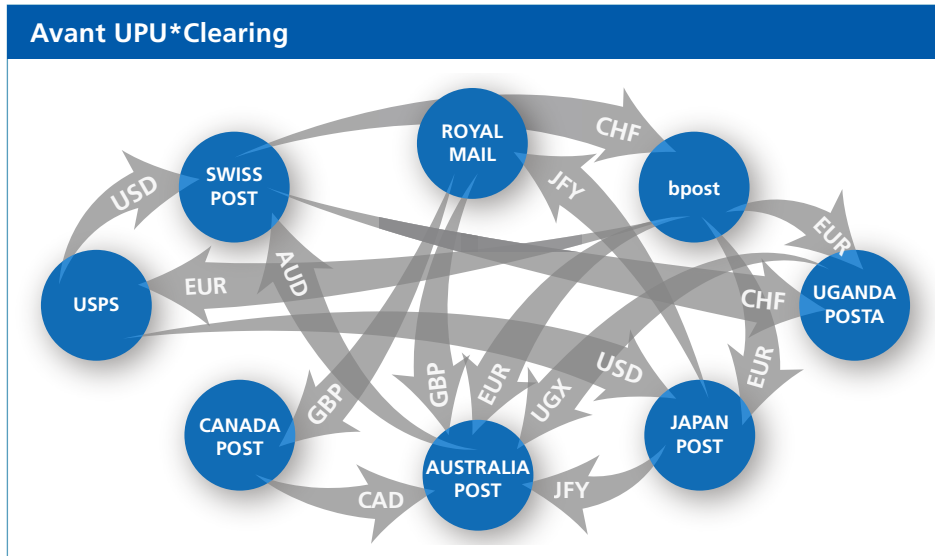 Avant UPU*Clearing
ROYAL
MAIL
CHF
SWISS
POST
USD
JFY
bpost
EUR
AUD
EUR
USPS
CHF
UGANDA
POSTA
USD
EUR
GBP
GBP
EUR
UGX
CANADA
POST
JAPAN
POST
AUSTRALIA
POST
CAD
JFY